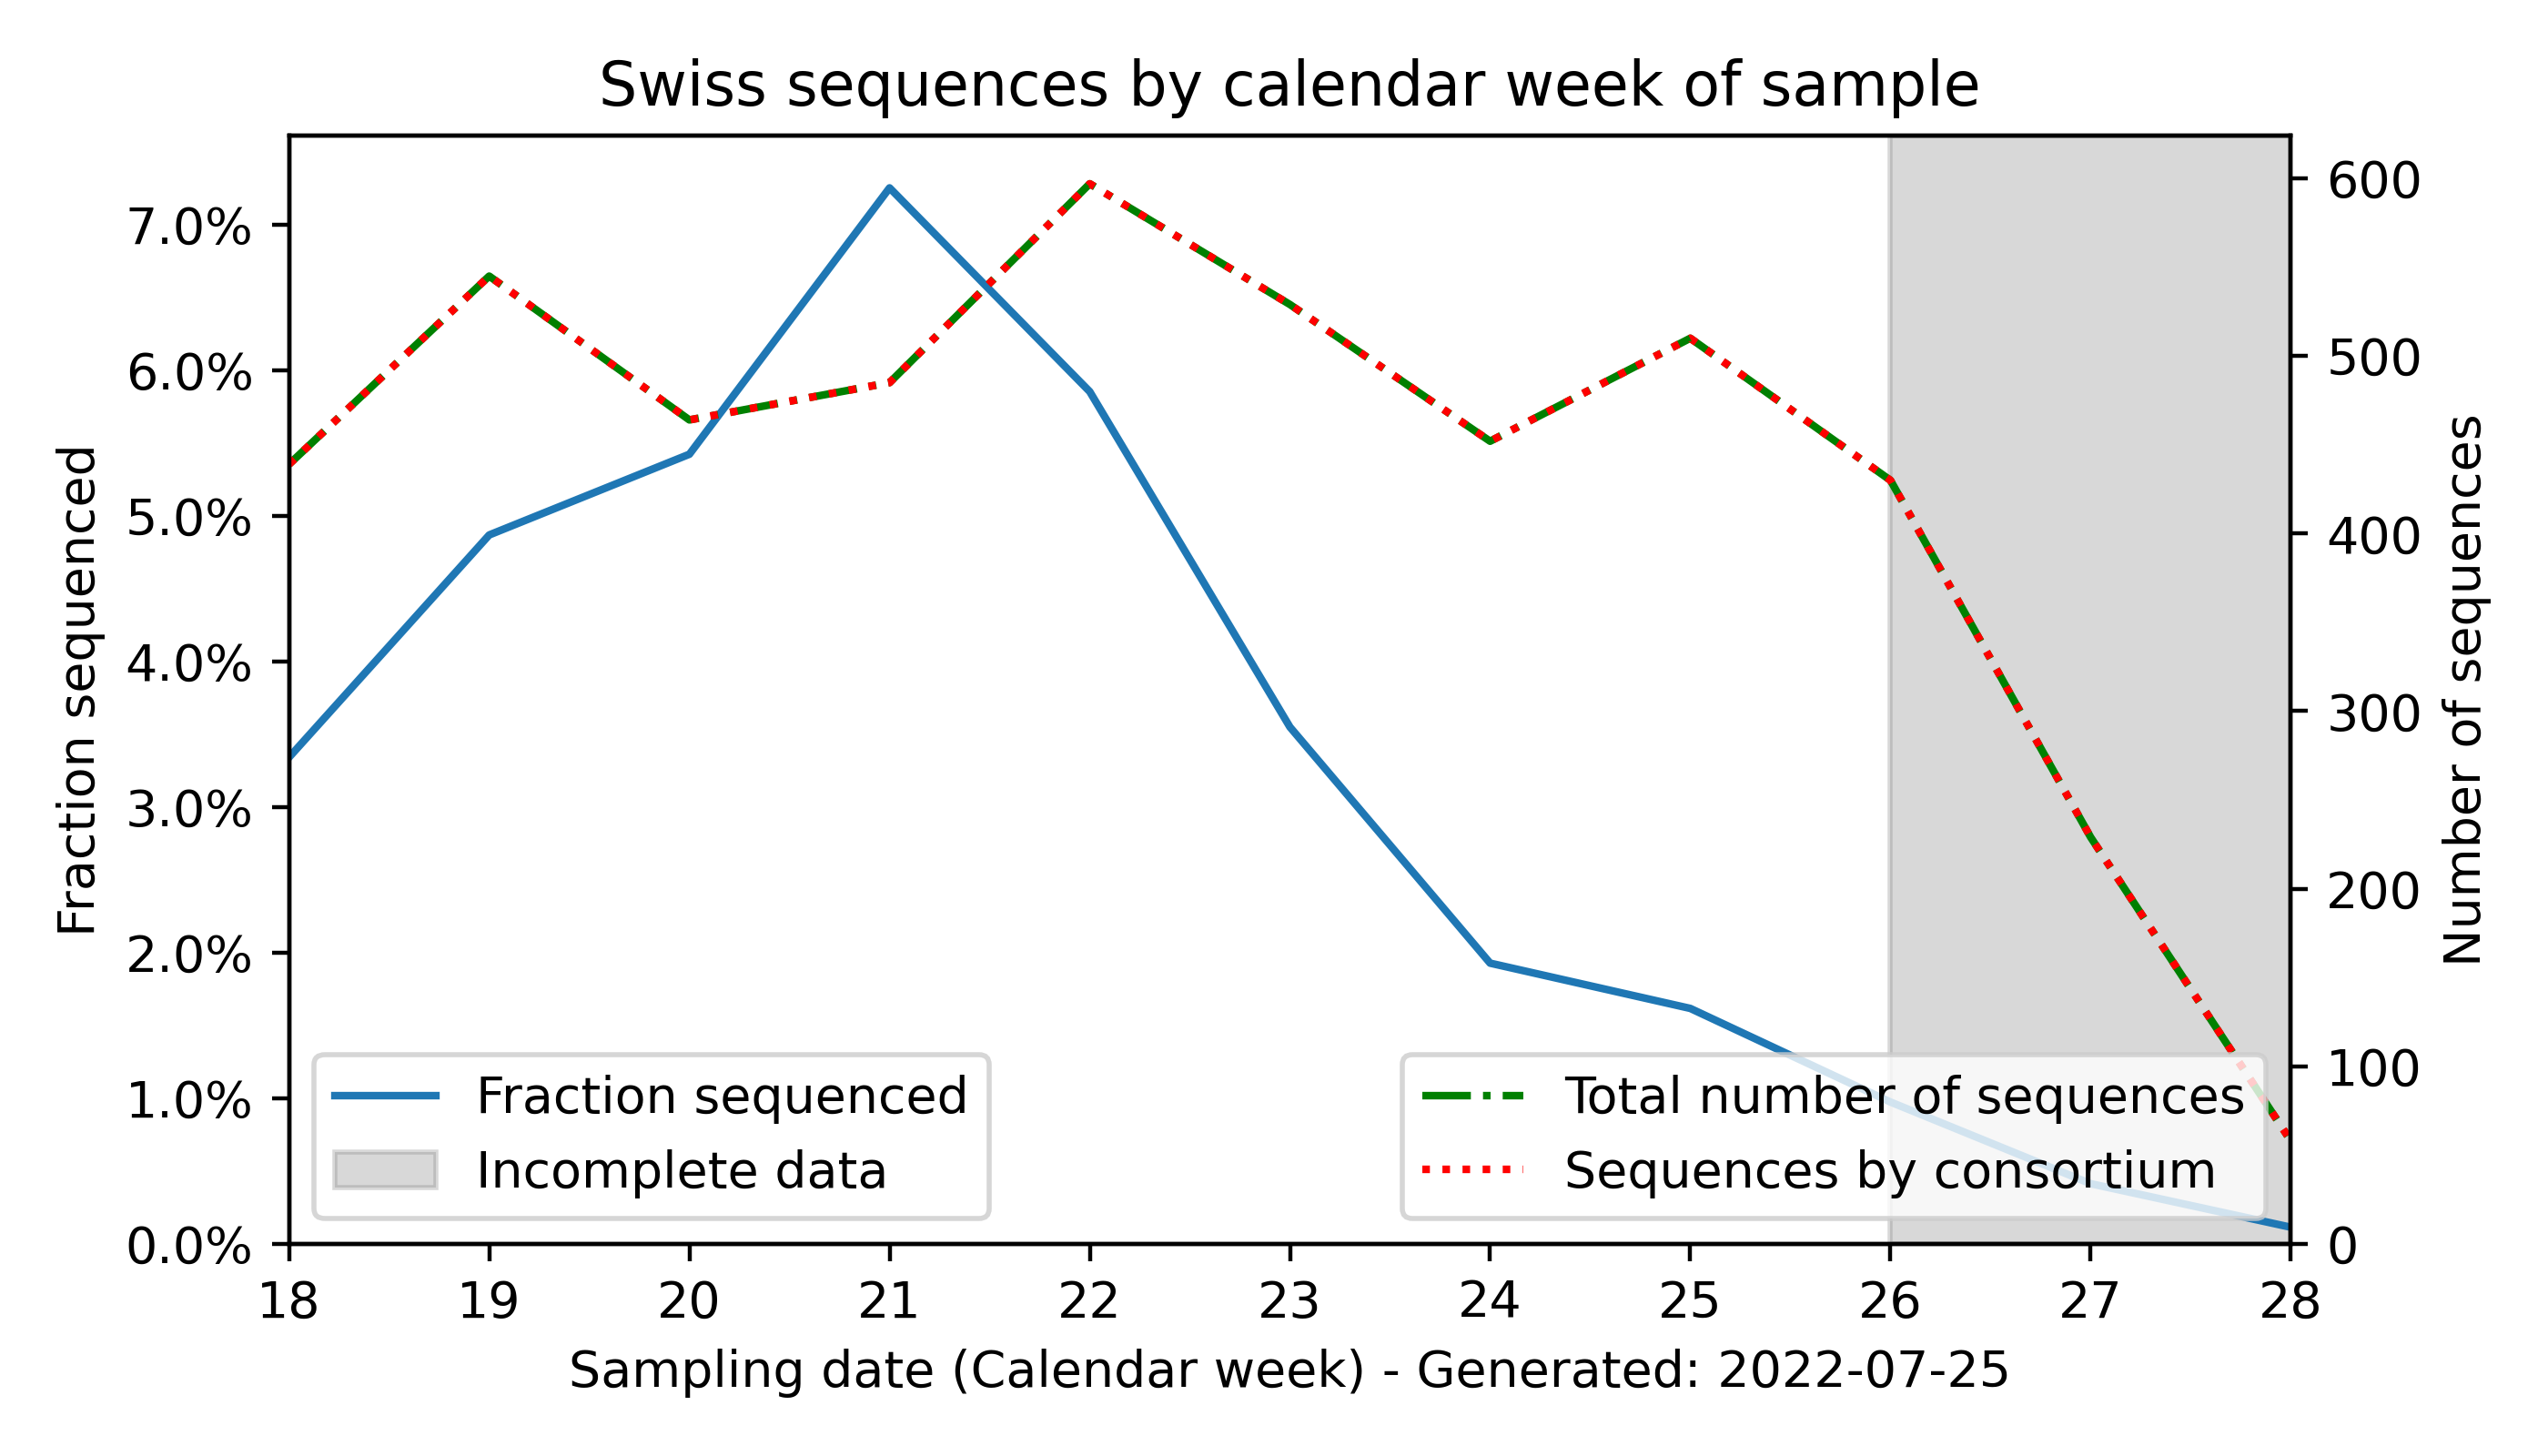 Swiss sequences by calendar week of sample
7.0%
6.0%
5.0%
4.0%
3.0%
2.0%
1.0%
0.0%
Fraction sequenced
600
500
400
300
200
100
0
Number of sequences
Fraction sequenced
Incomplete data
Total number of sequences
Sequences by consortium
18 19 20 21 22 23 24 25 26 27 28
Sampling date (Calendar week) - Generated: 2022-07-25